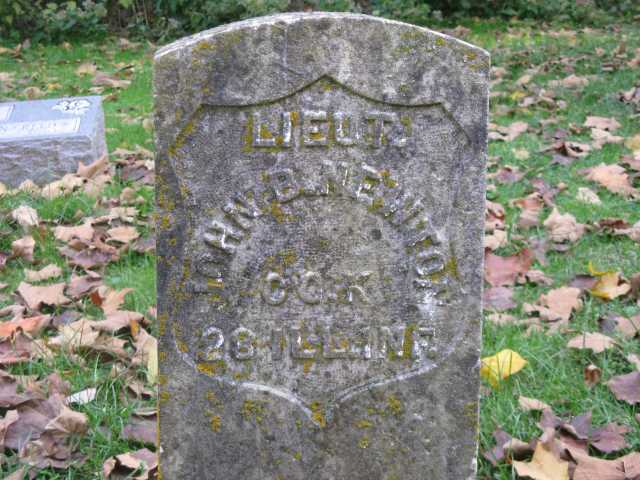 LIEUT.
JOHN B. NEWTON
CO. K
28 ILL. INF.